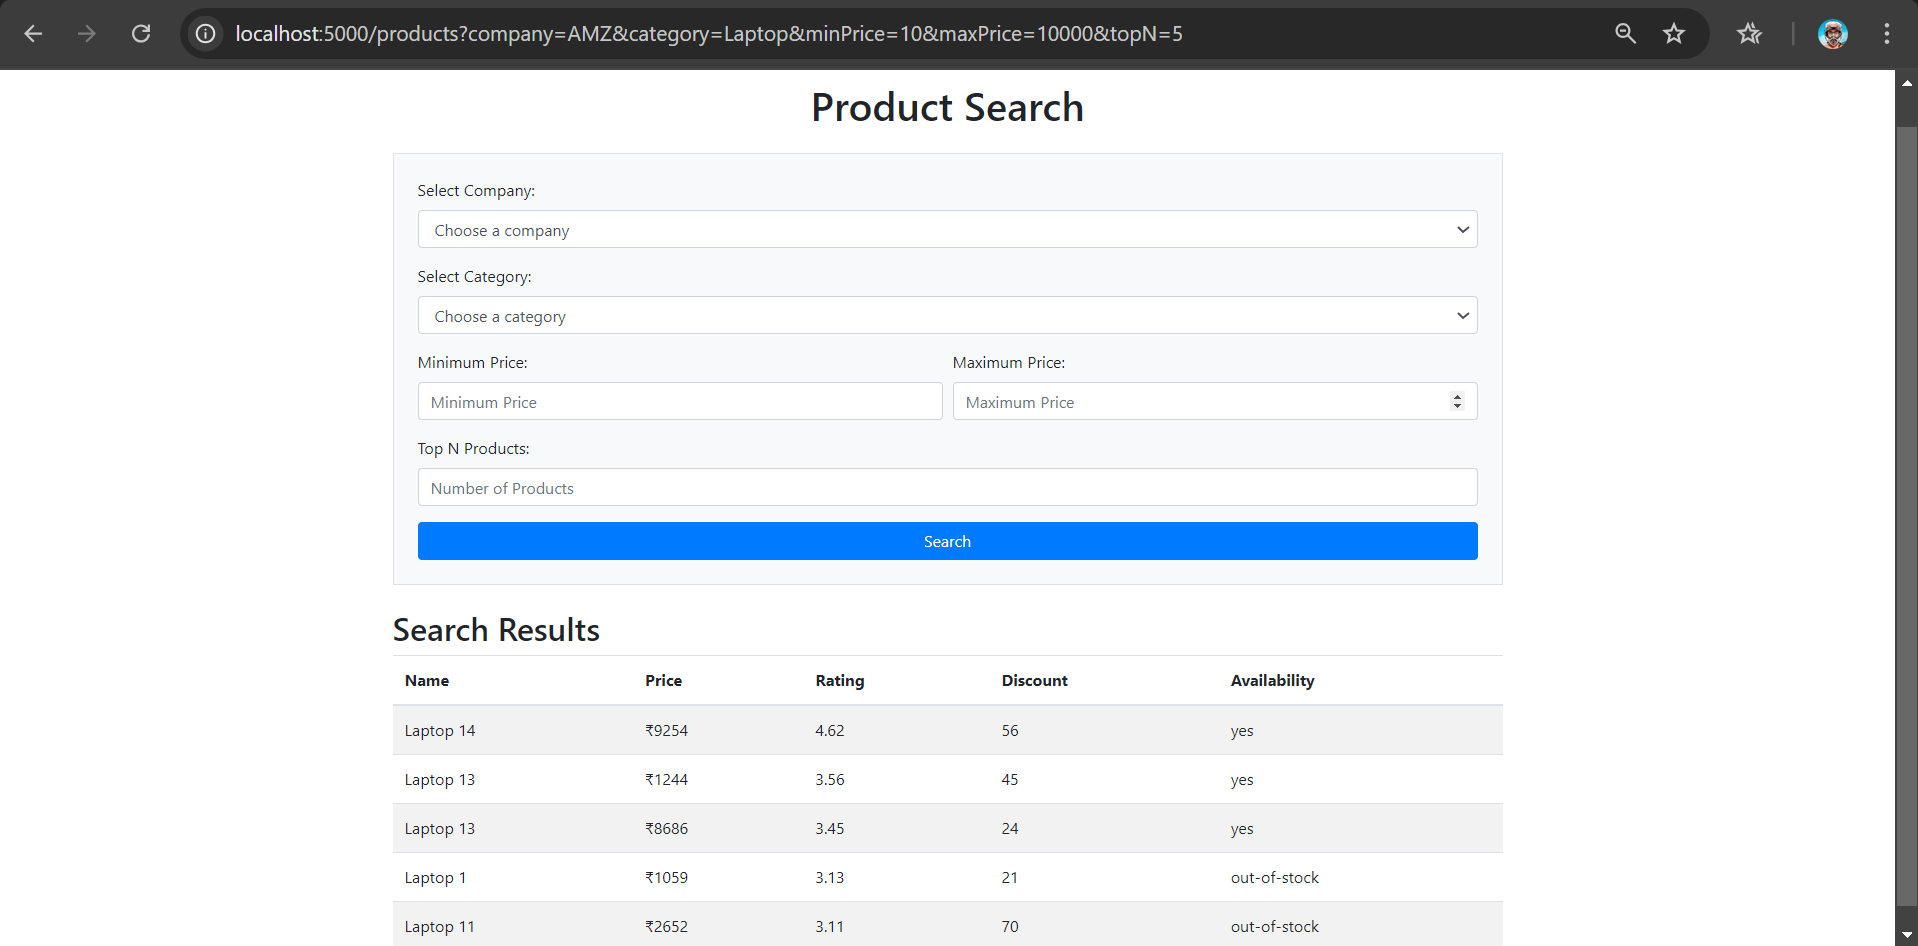 localhost:5000/products?company=AMZ&category=Laptop&minPrice=10&maxPrice=10000&topN=5
Product Search
Select Company:
Choose a company
Select Category:
Choose a category
Minimum Price: Maximum Price:
Minimum Price Maximum Price
Top N Products:
Number of Products
Search
Search Results
Name Price Rating Discount Availability
Laptop 14 ₹9254 4.62 56 yes
Laptop 13 ₹1244 3.56 45 yes
Laptop 13 ₹8686 3.45 24 yes
Laptop 1 ₹1059 3.13 21 out-of-stock
Laptop 11 ₹2652 3.11 70 out-of-stock